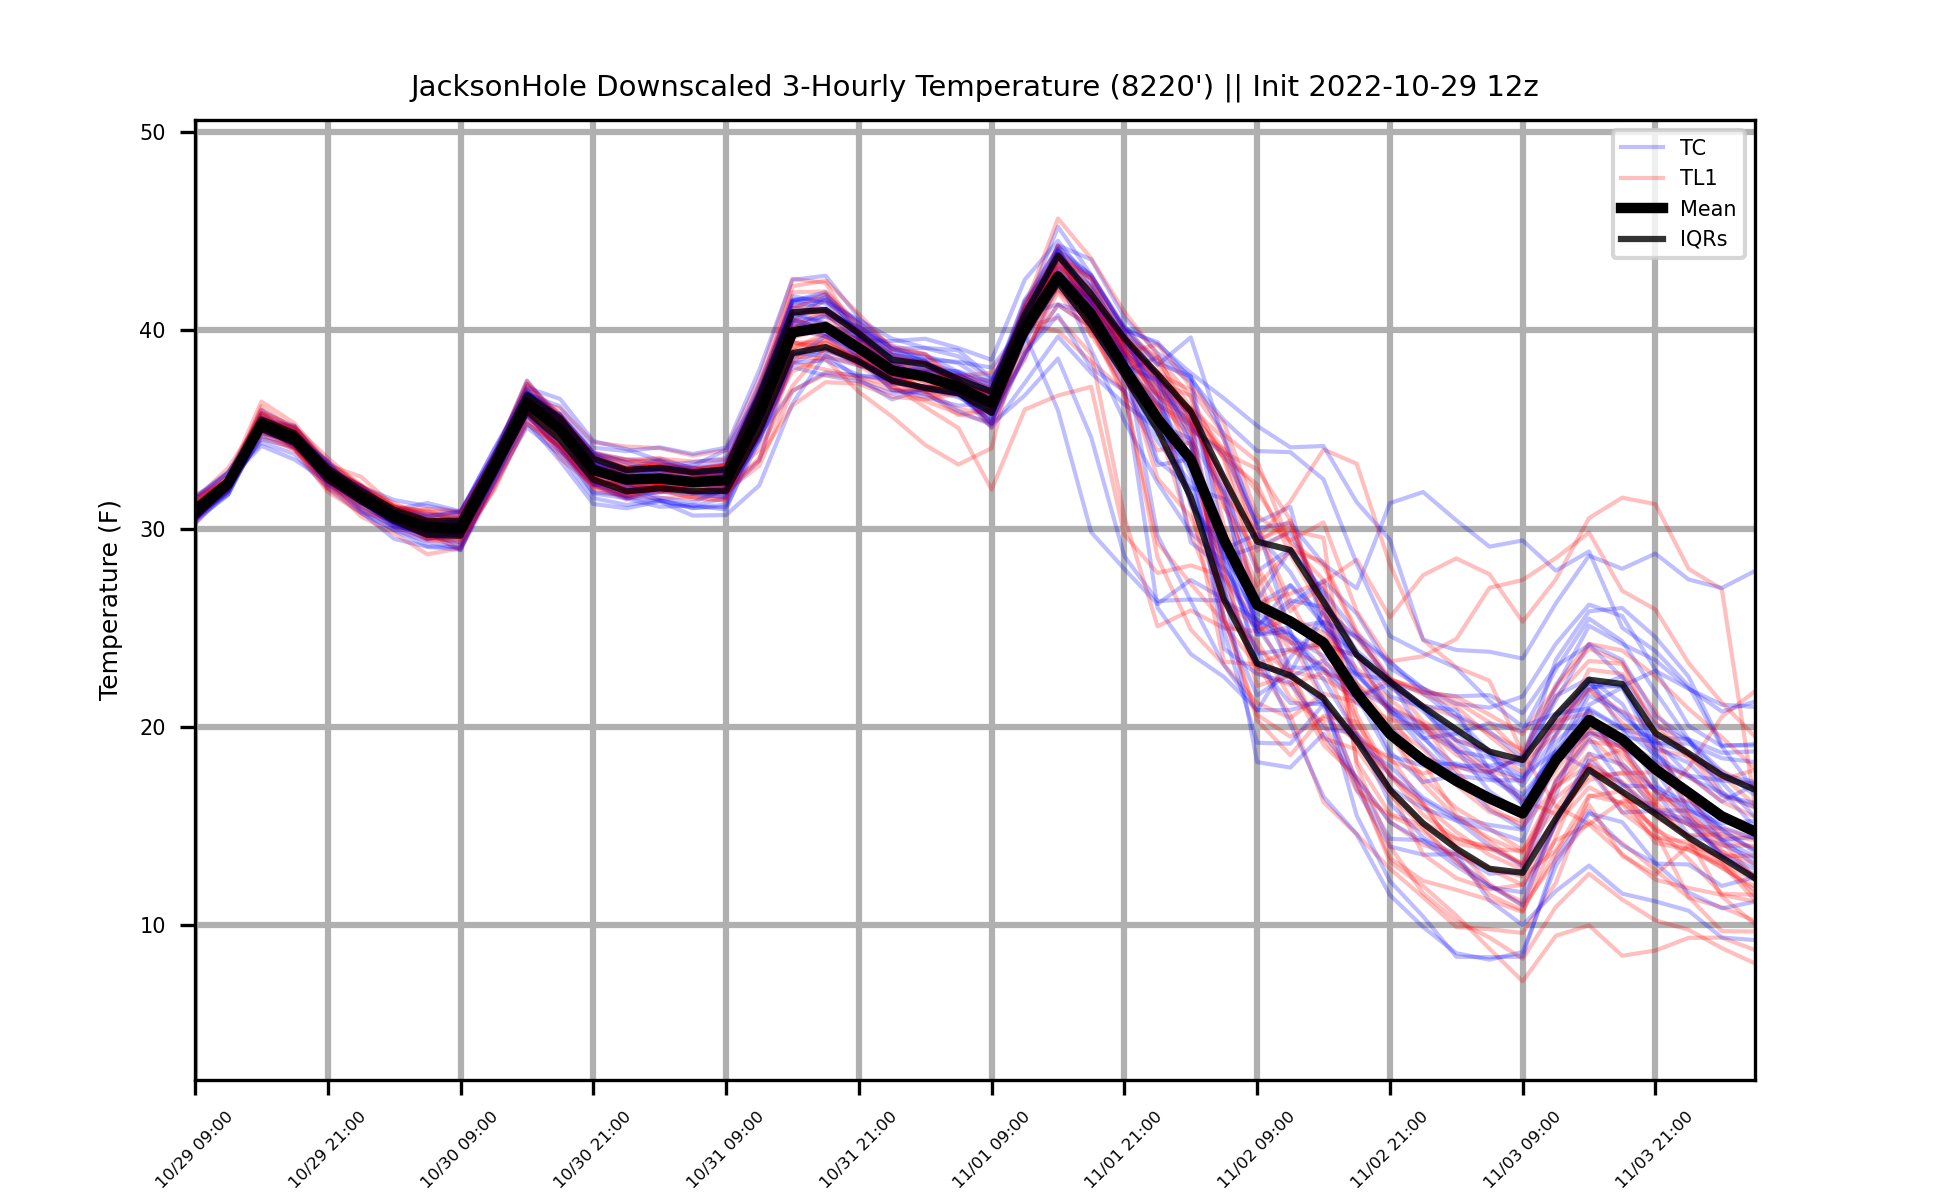 JacksonHole Downscaled 3-Hourly Temperature (8220') || Init 2022-10-29 12z
TC
TL1
Mean
IQRs
Temperature (F)
50
40
30
20
10
10/29 09:00
10/29 21:00
10/30 09:00
10/30 21:00
10/31 09:00
10/31 21:00
11/01 09:00
11/01 21:00
11/02 09:00
11/02 21:00
11/03 09:00
11/03 21:00